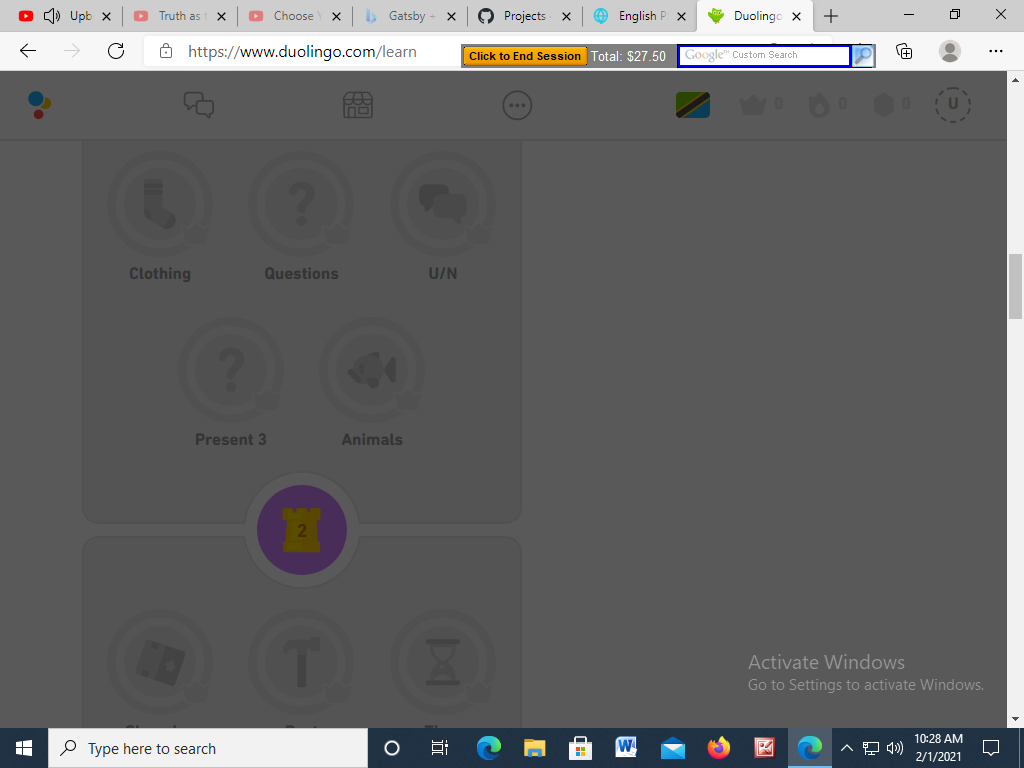 Upb
Truth as t
Choose Y
Gatsby +
Projects
English P
Duolingo
https://www.duolingo.com/learn
Click to End Session
Total: $27.50
Google™ Custom Search
0
0
0
U
Clothing
Questions
U/N
Present 3
Animals
2
Activate Windows
Go to Settings to activate Windows.
Type here to search
10:28 AM
2/1/2021